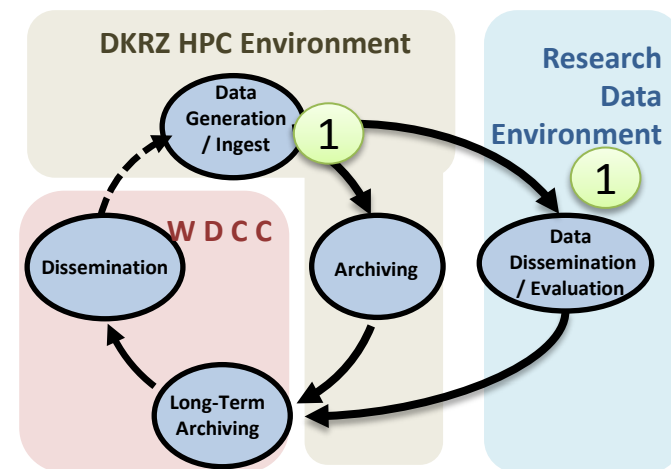 DKRZ HPC Environment
Research
Data
Environment
Data
Generation
/ Ingest
1
1
W D C C
Dissemination
Archiving
Data
Dissemination
/ Evaluation
Long-Term
Archiving